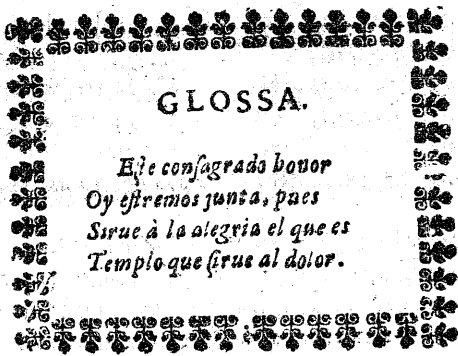 GLOSSA.
Este consagrado honor
Oy estremos junta, pues
Sirue à la alegria el que es
Templo que sirue al dolor.